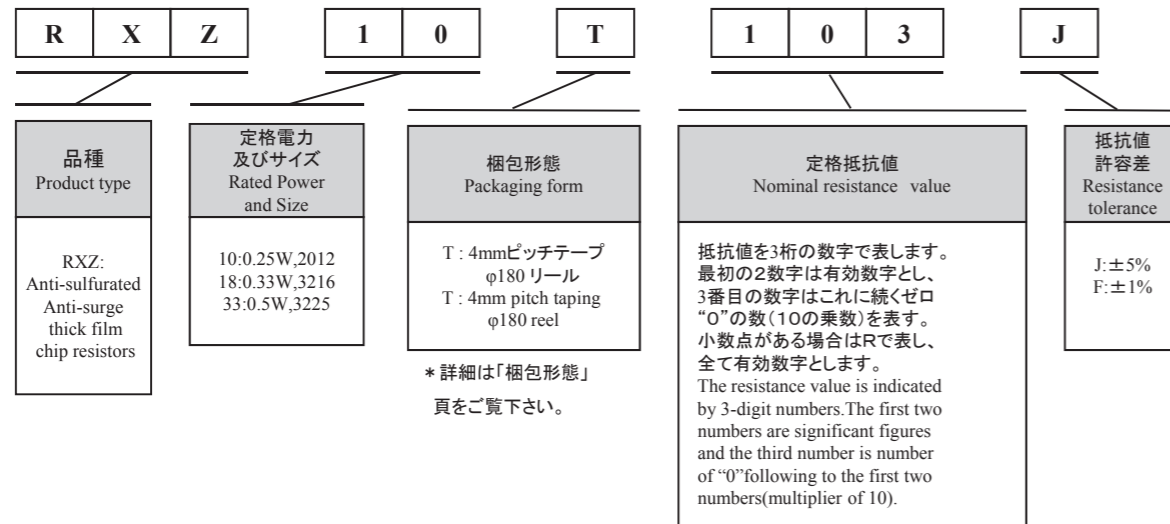 R X Z 1 0 T 1 0 3 J
品種
Product type
RXZ:
Anti-sulfurated
Anti-surge
thick film
chip resistors
定格電力
及びサイズ
Rated Power
and Size
10:0.25W,2012
18:0.33W,3216
33:0.5W,3225
梱包形態
Packaging form
T : 4mmピッチテープ
φ180 リール
T : 4mm pitch taping
φ180 reel
*詳細は「梱包形態」
頁をご覧下さい。
定格抵抗値
Nominal resistance value
抵抗値を3桁の数字で表します。
最初の2数字は有効数字とし、
3番目の数字はこれに続くゼロ
“0”の数(10の乗数)を表す。
小数点がある場合はRで表し、
全て有効数字とします。
The resistance value is indicated
by 3-digit numbers.The first two
numbers are significant figures
and the third number is number
of “0”following to the first two
numbers(multiplier of 10).
抵抗値
許容差
Resistance
tolerance
J:±5%
F:±1%